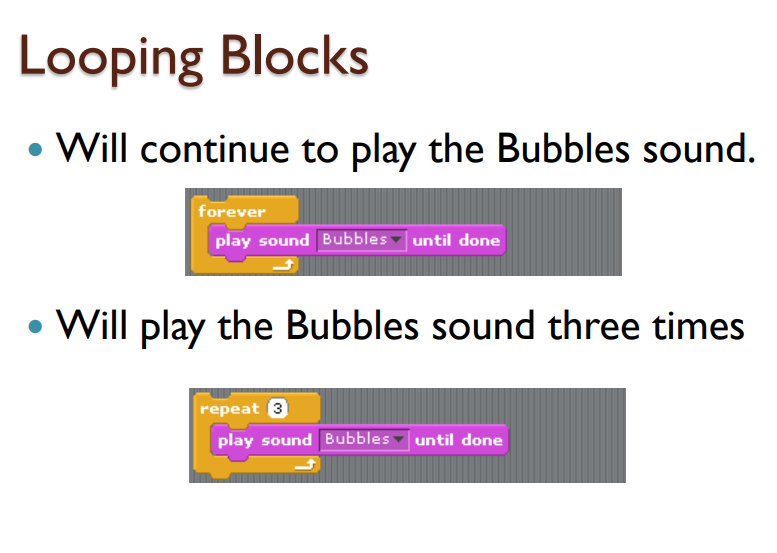 Looping Blocks
• Will continue to play the Bubbles sound.
forever
play sound Bubbles until done
• Will play the Bubbles sound three times
repeat 3
play sound Bubbles until done